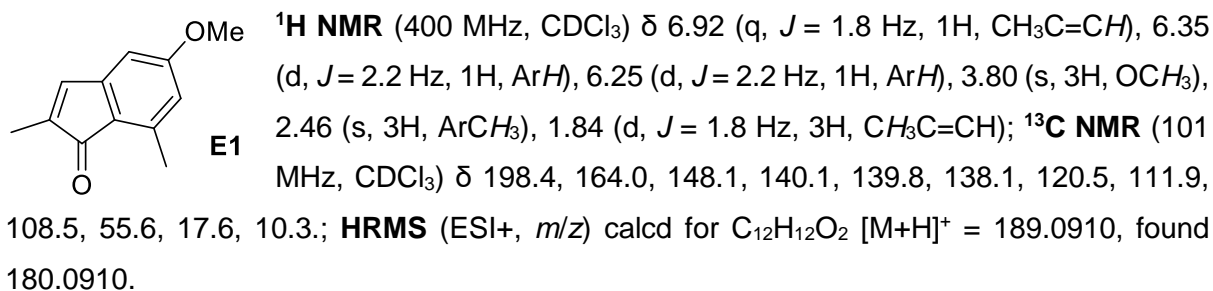 OMe
O
E1
¹H NMR (400 MHz, CDCl₃) δ 6.92 (q, J = 1.8 Hz, 1H, CH₃C=CH), 6.35
(d, J = 2.2 Hz, 1H, ArH), 6.25 (d, J = 2.2 Hz, 1H, ArH), 3.80 (s, 3H, OCH₃),
2.46 (s, 3H, ArCH₃), 1.84 (d, J = 1.8 Hz, 3H, CH₃C=CH); ¹³C NMR (101
MHz, CDCl₃) δ 198.4, 164.0, 148.1, 140.1, 139.8, 138.1, 120.5, 111.9,
108.5, 55.6, 17.6, 10.3.; HRMS (ESI+, m/z) calcd for C₁₂H₁₂O₂ [M+H]⁺ = 189.0910, found
180.0910.